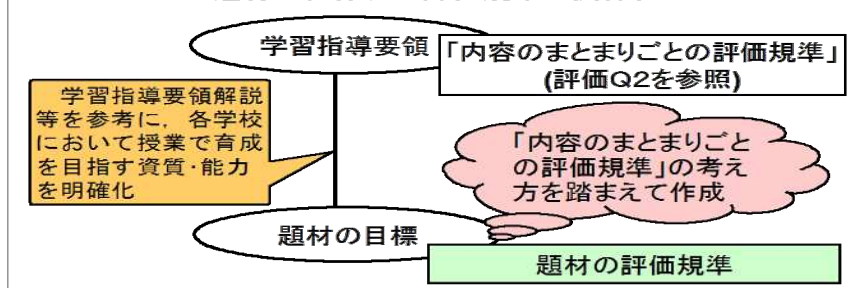 学習指導要領
「内容のまとまりごとの評価規準」
(評価Q2を参照)
学習指導要領解説
等を参考に，各学校
において授業で育成
を目指す資質・能力
を明確化
「内容のまとまりごと
の評価規準」の考え
方を踏まえて作成
題材の目標
題材の評価規準